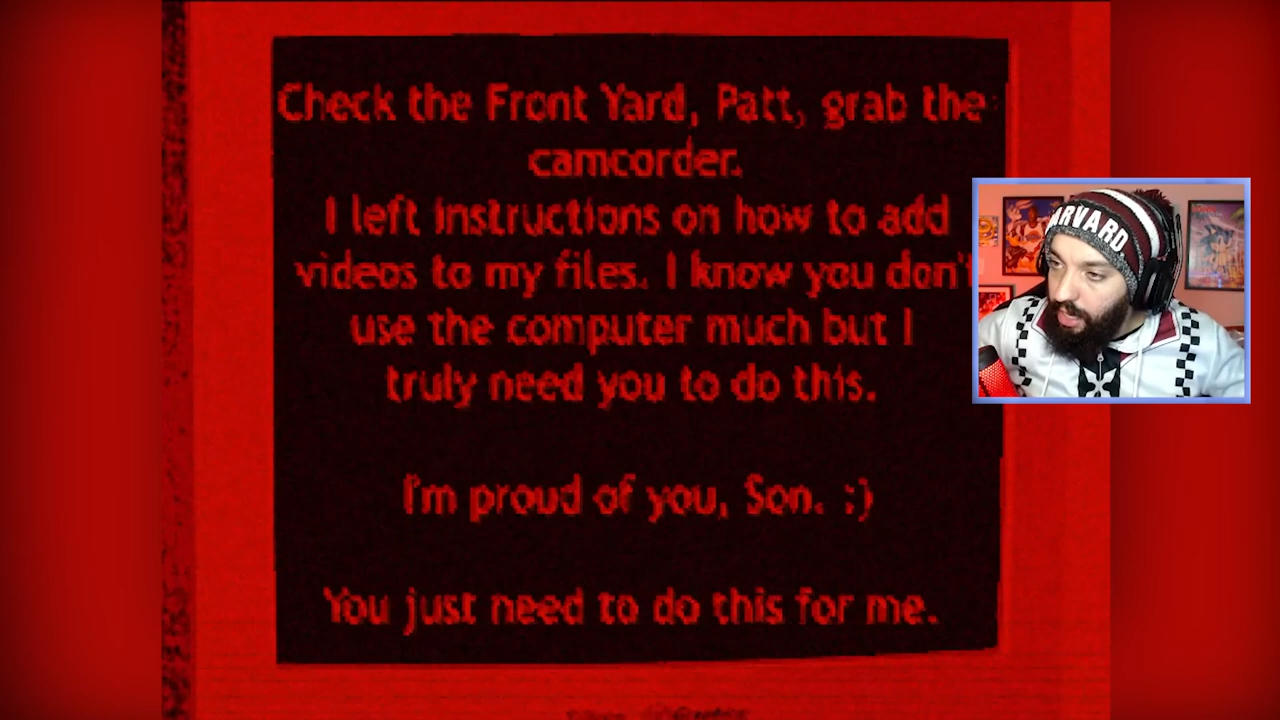 Check the Front Yard, Patt, grab the
camcorder.
I left instructions on how to add
videos to my files. I know you don't
use the computer much but I
truly need you to do this.
I'm proud of you, Son. :)
You just need to do this for me.
HARVARD